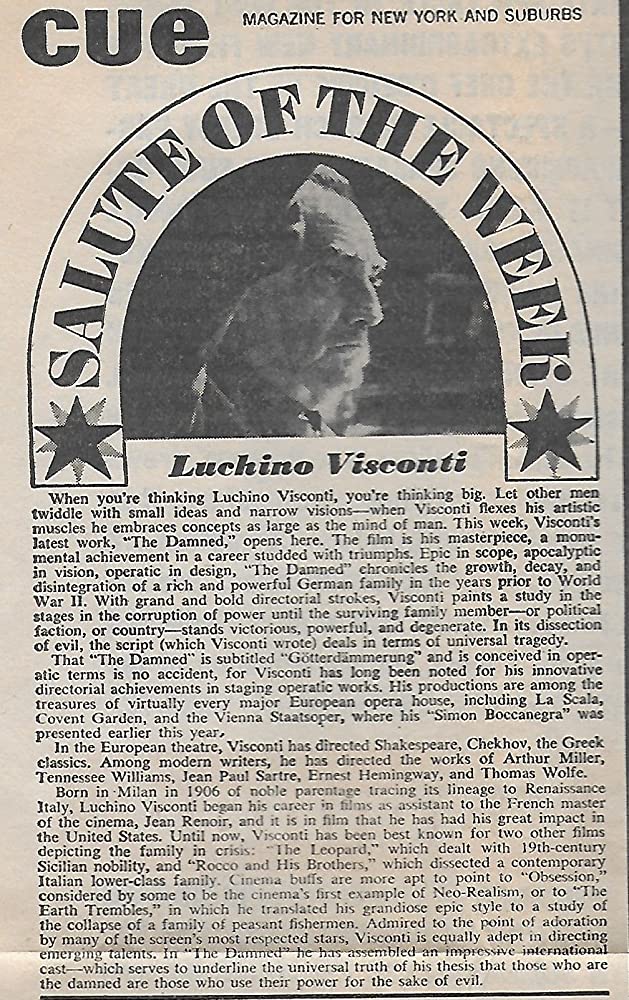 cue
MAGAZINE FOR NEW YORK AND SUBURBS
SALUTE OF THE WEEK
Luchino Visconti
When you're thinking Luchino Visconti, you're thinking big. Let other men
twiddle with small ideas and narrow visions—when Visconti flexes his artistic
muscles he embraces concepts as large as the mind of man. This week, Visconti's
latest work, "The Damned," opens here. The film is his masterpiece, a monu-
mental achievement in a career studded with triumphs. Epic in scope, apocalyptic
in vision, operatic in design, "The Damned" chronicles the growth, decay, and
disintegration of a rich and powerful German family in the years prior to World
War II. With grand and bold directorial strokes, Visconti paints a study in the
stages in the corruption of power until the surviving family member—or political
faction, or country—stands victorious, powerful, and degenerate. In its dissection
of evil, the script (which Visconti wrote) deals in terms of universal tragedy.
That "The Damned" is subtitled "Götterdämmerung" and is conceived in oper-
atic terms is no accident, for Visconti has long been noted for his innovative
directorial achievements in staging operatic works. His productions are among the
treasures of virtually every major European opera house, including La Scala,
Covent Garden, and the Vienna Staatsoper, where his "Simon Boccanegra" was
presented earlier this year.
In the European theatre, Visconti has directed Shakespeare, Chekhov, the Greek
classics. Among modern writers, he has directed the works of Arthur Miller,
Tennessee Williams, Jean Paul Sartre, Ernest Hemingway, and Thomas Wolfe.
Born in Milan in 1906 of noble parentage tracing its lineage to Renaissance
Italy, Luchino Visconti began his career in films as assistant to the French master
of the cinema, Jean Renoir, and it is in film that he has had his great impact in
the United States. Until now, Visconti has been best known for two other films
depicting the family in crisis: "The Leopard," which dealt with 19th-century
Sicilian nobility, and "Rocco and His Brothers," which dissected a contemporary
Italian lower-class family. Cinema buffs are more apt to point to "Obsession,"
considered by some to be the cinema's first example of Neo-Realism, or to "The
Earth Trembles," in which he translated his grandiose epic style to a study of
the collapse of a family of peasant fishermen. Admired to the point of adoration
by many of the screen's most respected stars, Visconti is equally adept in directing
emerging talents. In "The Damned" he has assembled an impressive international
cast—which serves to underline the universal truth of his thesis that those who are
the damned are those who use their power for the sake of evil.